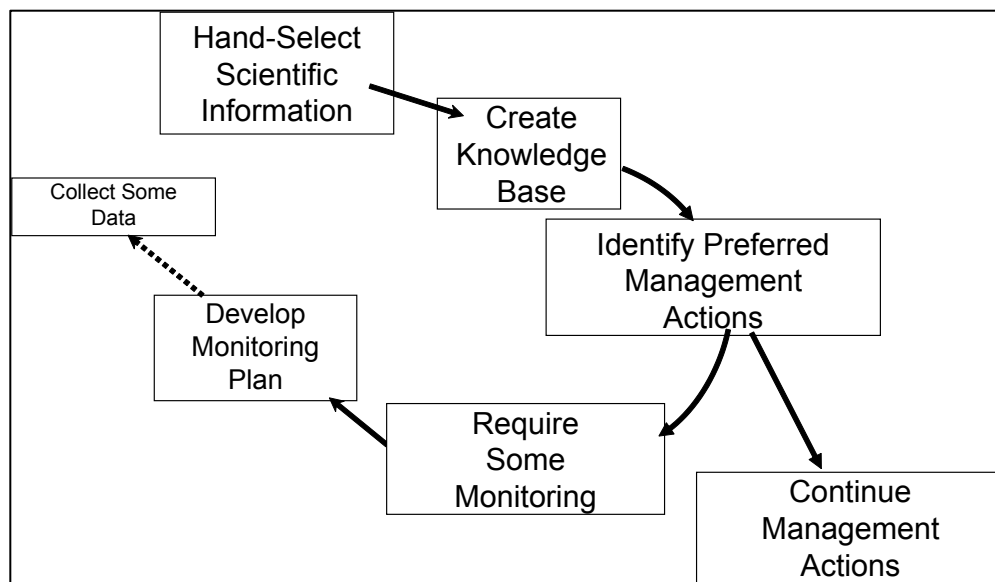 Hand-Select
Scientific
Information
Create
Knowledge
Base
Identify Preferred
Management
Actions
Continue
Management
Actions
Require
Some
Monitoring
Develop
Monitoring
Plan
Collect Some
Data